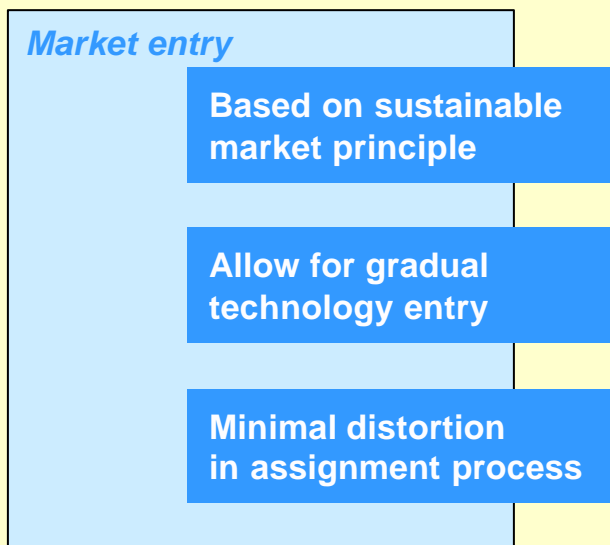 Market entry
Based on sustainable
market principle
Allow for gradual
technology entry
Minimal distortion
in assignment process